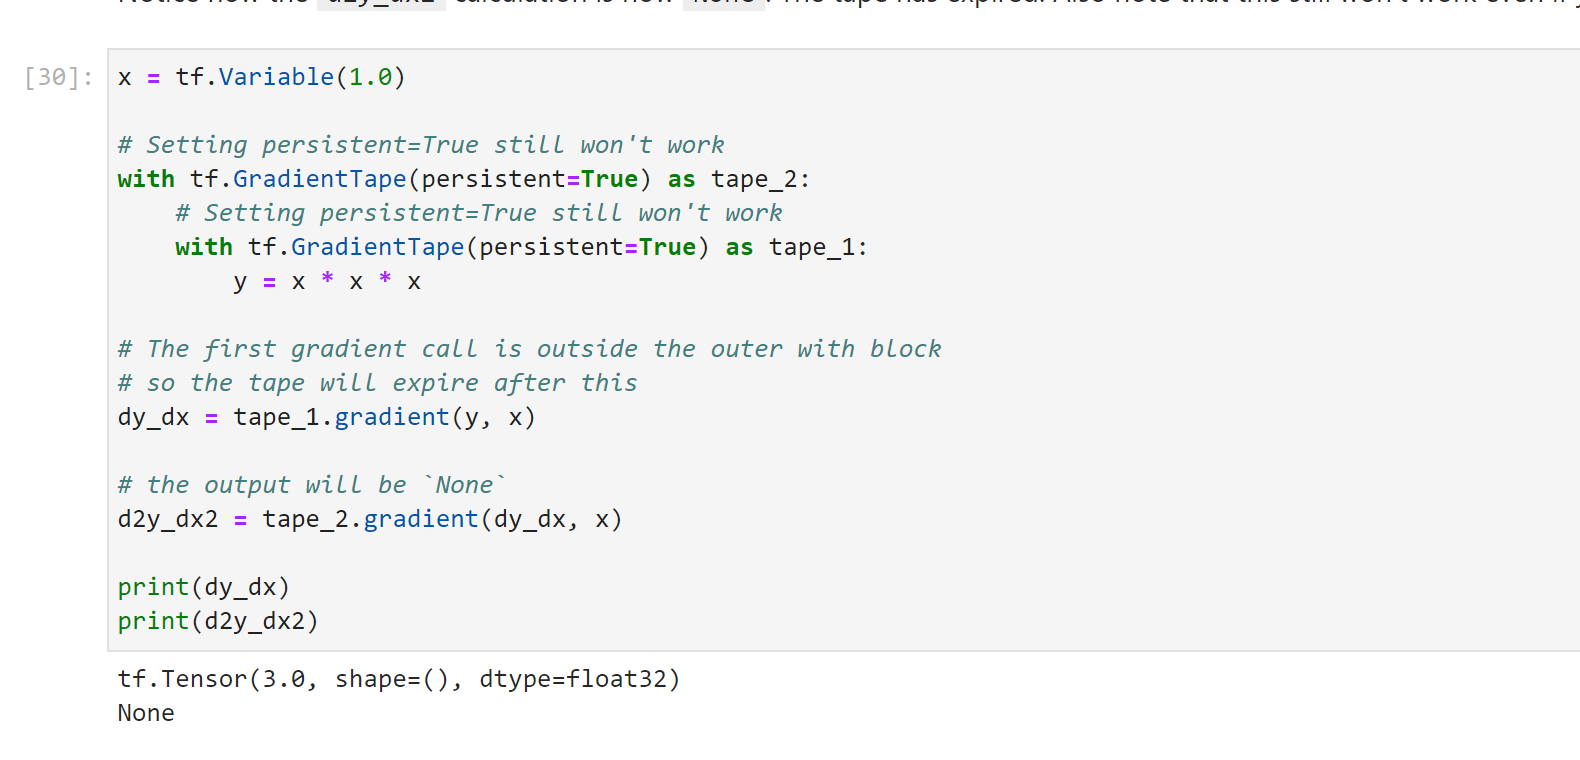 [30]: x = tf.Variable(1.0)
# Setting persistent=True still won't work
with tf.GradientTape(persistent=True) as tape_2:
# Setting persistent=True still won't work
with tf.GradientTape(persistent=True) as tape_1:
y = x * x * x
# The first gradient call is outside the outer with block
# so the tape will expire after this
dy_dx = tape_1.gradient(y, x)
# the output will be `None`
d2y_dx2 = tape_2.gradient(dy_dx, x)
print(dy_dx)
print(d2y_dx2)
tf.Tensor(3.0, shape=(), dtype=float32)
None